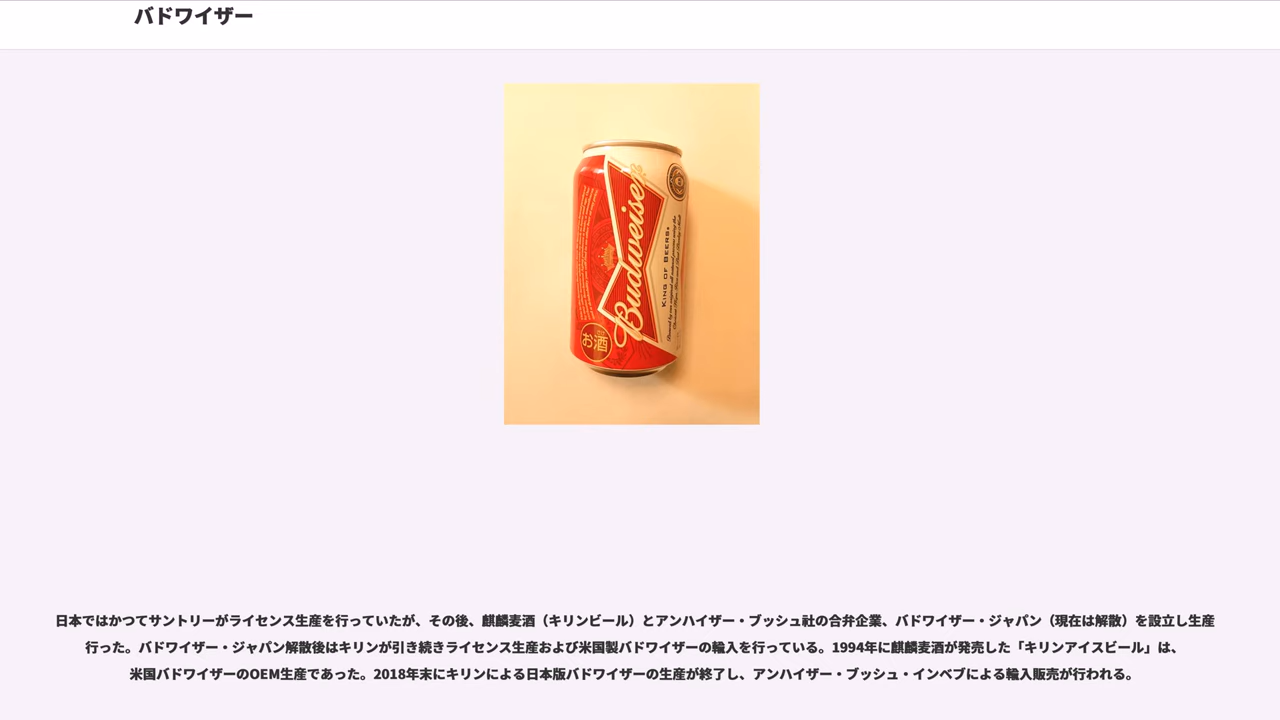 バドワイザー
Budweiser
KING OF BEERS
お酒
日本ではかつてサントリーがライセンス生産を行っていたが、その後、麒麟麦酒（キリンビール）とアンハイザー・ブッシュ社の合弁企業、バドワイザー・ジャパン（現在は解散）を設立し生産
行った。バドワイザー・ジャパン解散後はキリンが引き続きライセンス生産および米国製バドワイザーの輸入を行っている。1994年に麒麟麦酒が発売した「キリンアイスビール」は、
米国バドワイザーのOEM生産であった。2018年末にキリンによる日本版バドワイザーの生産が終了し、アンハイザー・ブッシュ・インベブによる輸入販売が行われる。